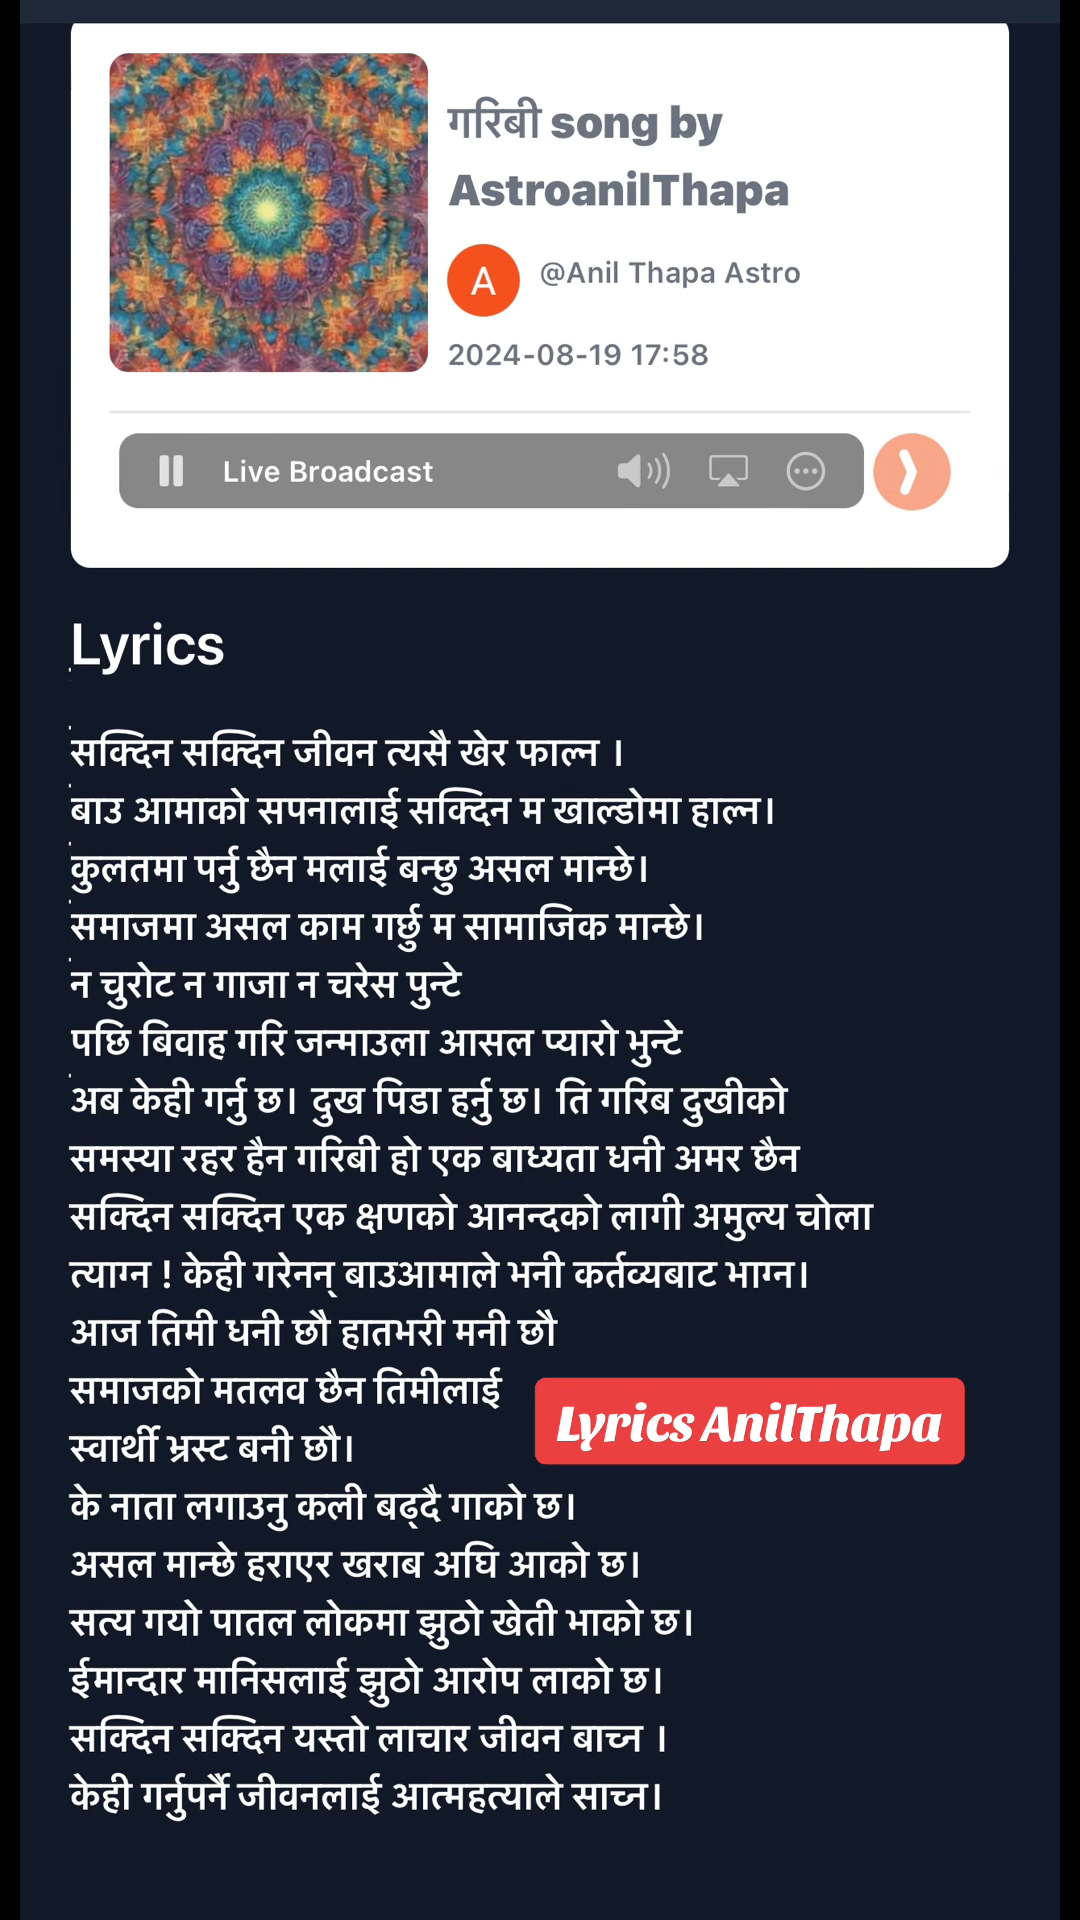 गरिबी song by
AstroanilThapa
A
@Anil Thapa Astro
2024-08-19 17:58
Live Broadcast
Lyrics
सक्दिन सक्दिन जीवन त्यसै खेर फाल्न ।
बाउ आमाको सपनालाई सक्दिन म खाल्डोमा हाल्न।
कुलतमा पर्नु छैन मलाई बन्छु असल मान्छे।
समाजमा असल काम गर्छु म सामाजिक मान्छे।
न चुरोट न गाजा न चरेस पुन्टे
पछि बिवाह गरि जन्माउला आसल प्यारो भुन्टे
अब केही गर्नु छ। दुख पिडा हर्नु छ। ति गरिब दुखीको
समस्या रहर हैन गरिबी हो एक बाध्यता धनी अमर छैन
सक्दिन सक्दिन एक क्षणको आनन्दको लागी अमुल्य चोला
त्याग्न ! केही गरेनन् बाउआमाले भनी कर्तव्यबाट भाग्न।
आज तिमी धनी छौ हातभरी मनी छौ
समाजको मतलव छैन तिमीलाई
स्वार्थी भ्रस्ट बनी छौ।
Lyrics AnilThapa
के नाता लगाउनु कली बढ्दै गाको छ।
असल मान्छे हराएर खराब अघि आको छ।
सत्य गयो पातल लोकमा झुठो खेती भाको छ।
ईमान्दार मानिसलाई झुठो आरोप लाको छ।
सक्दिन सक्दिन यस्तो लाचार जीवन बाच्न ।
केही गर्नुपर्ने जीवनलाई आत्महत्याले साच्न।